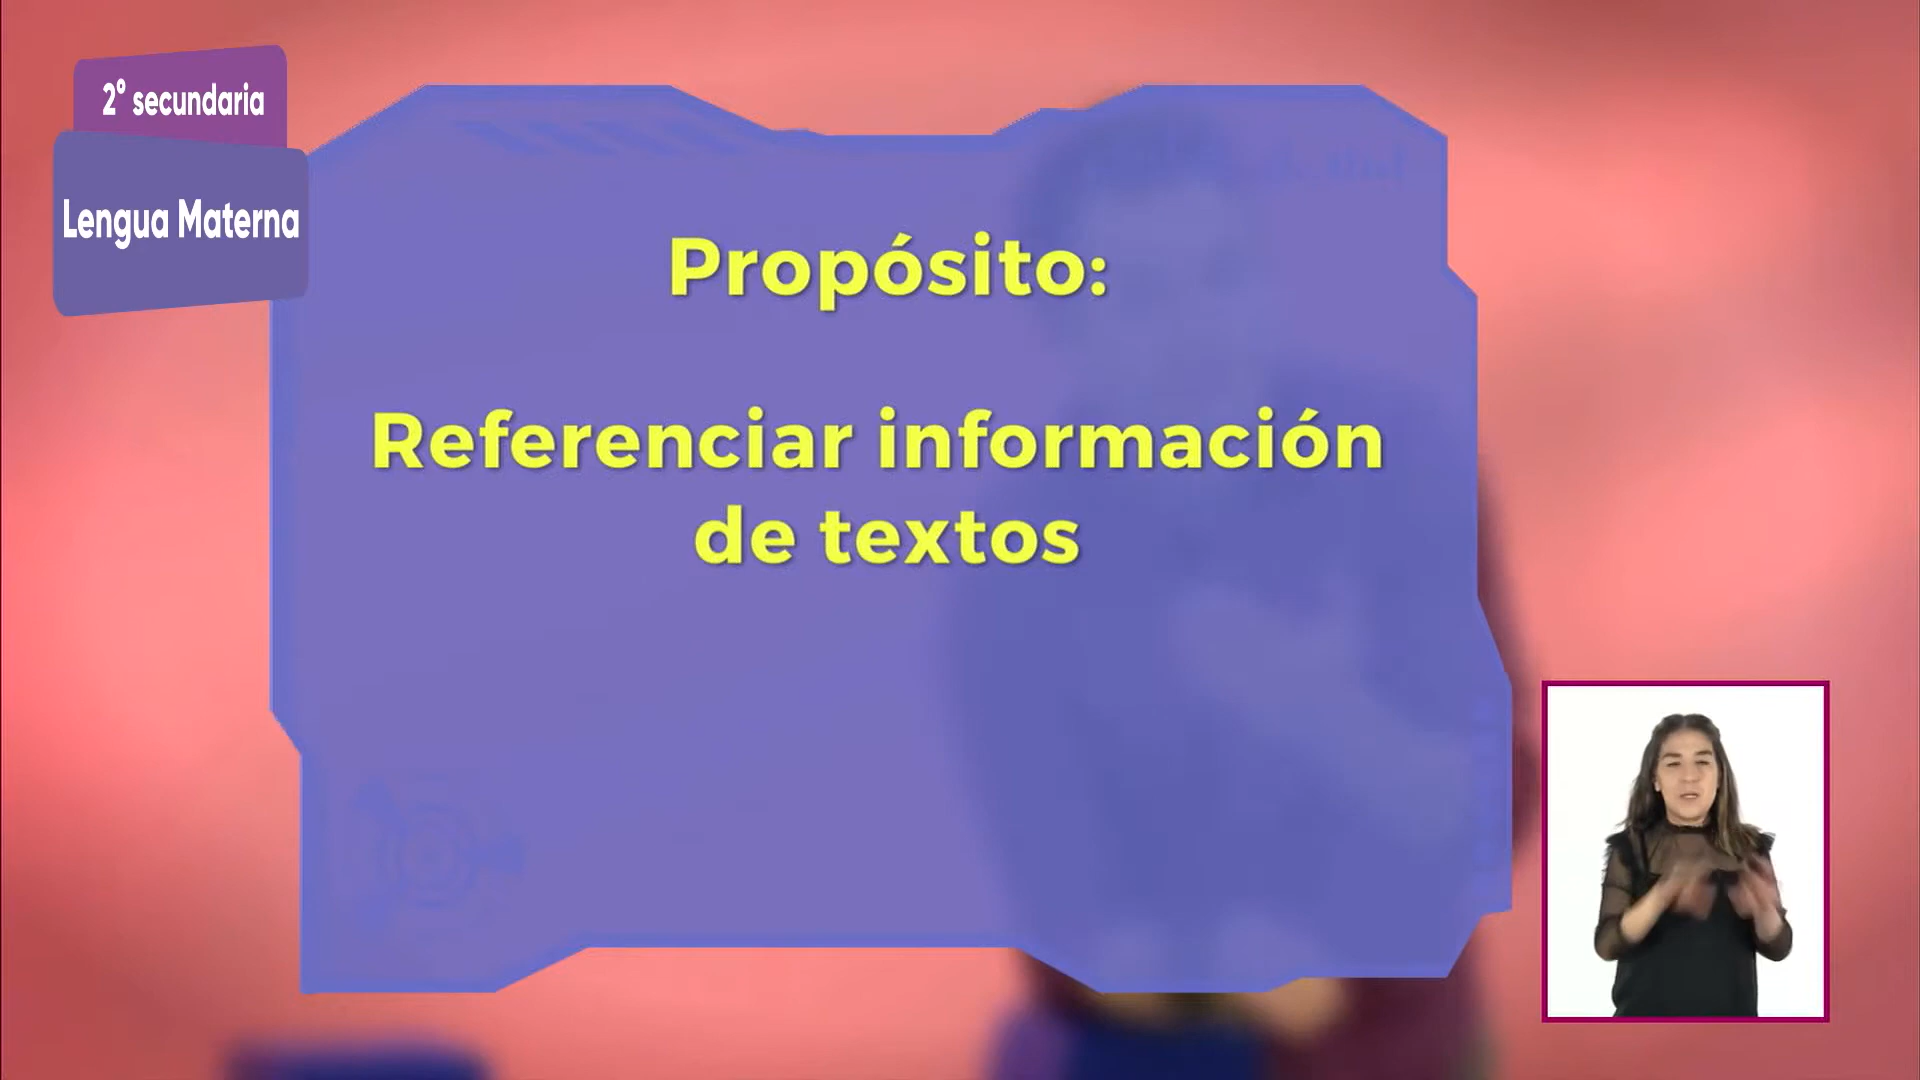 2° secundaria
Lengua Materna
Propósito:
Referenciar información
de textos